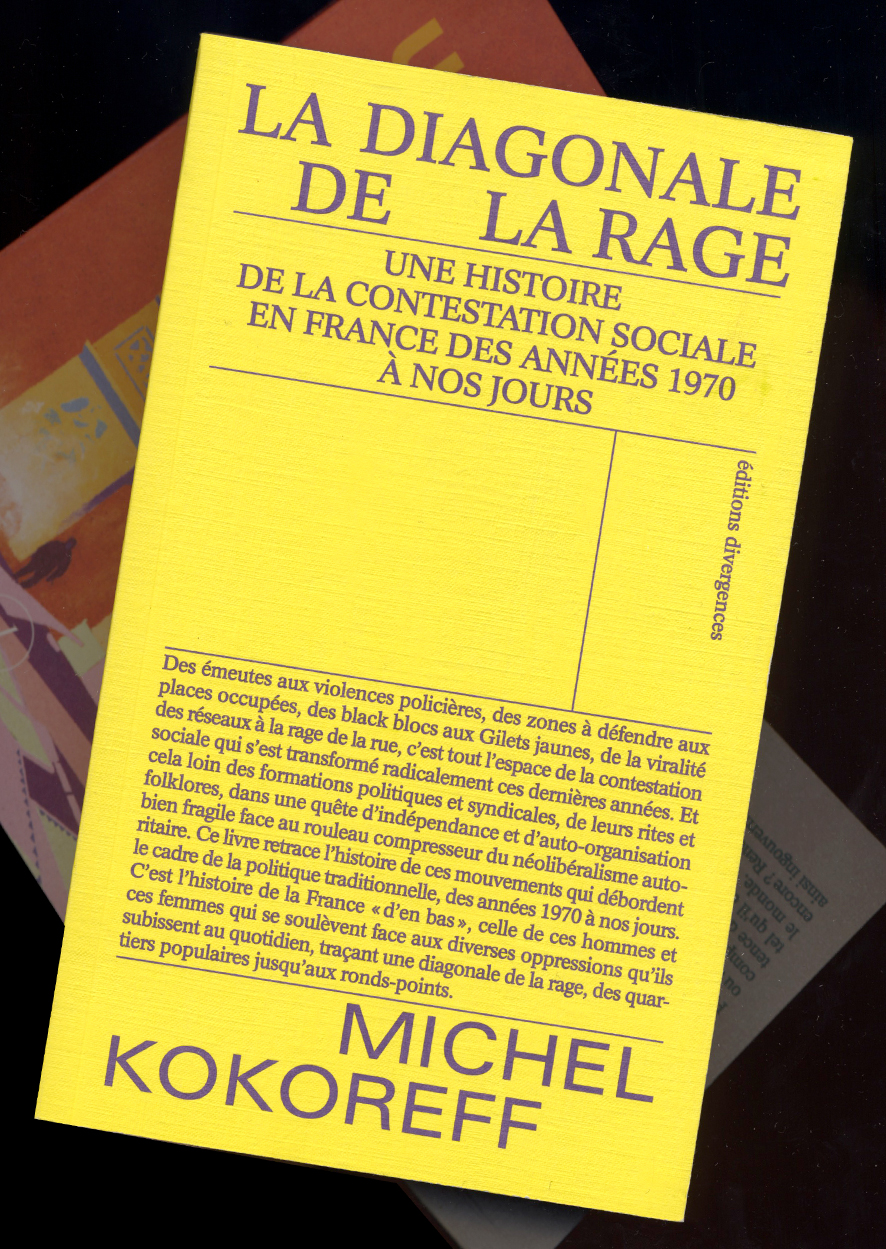 LA DIAGONALE
DE LA RAGE
UNE HISTOIRE
DE LA CONTESTATION SOCIALE
EN FRANCE DES ANNÉES 1970
À NOS JOURS
éditions divergences
Des émeutes aux violences policières, des zones à défendre aux
places occupées, des black blocs aux Gilets jaunes, de la viralité
des réseaux à la rage de la rue, c’est tout l’espace de la contestation
sociale qui s’est transformé radicalement ces dernières années. Et
cela loin des formations politiques et syndicales, de leurs rites et
folklores, dans une quête d’indépendance et d’auto-organisation
bien fragile face au rouleau compresseur du néolibéralisme auto-
ritaire. Ce livre retrace l’histoire de ces mouvements qui débordent
le cadre de la politique traditionnelle, des années 1970 à nos jours.
C’est l’histoire de la France « d’en bas », celle de ces hommes et
ces femmes qui se soulèvent face aux diverses oppressions qu’ils
subissent au quotidien, traçant une diagonale de la rage, des quar-
tiers populaires jusqu’aux ronds-points.
MICHEL
KOKOREFF
ou
tel qu’il
le monde.
encore?